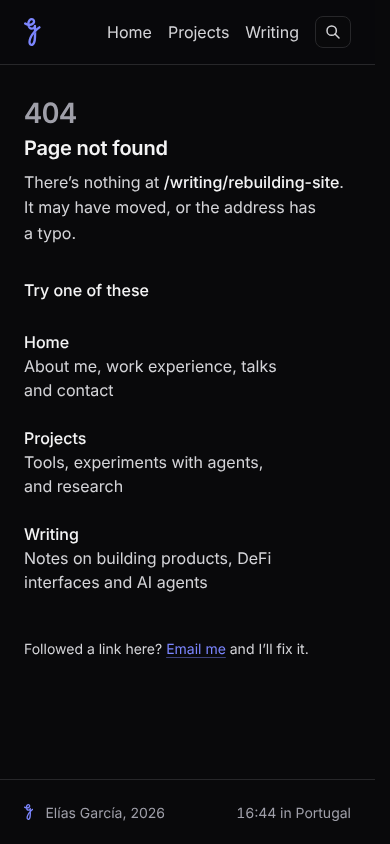 Home Projects Writing
404
Page not found
There’s nothing at /writing/rebuilding-site.
It may have moved, or the address has
a typo.
Try one of these
Home
About me, work experience, talks
and contact
Projects
Tools, experiments with agents,
and research
Writing
Notes on building products, DeFi
interfaces and AI agents
Followed a link here? Email me and I’ll fix it.
Elías García, 2026
16:44 in Portugal